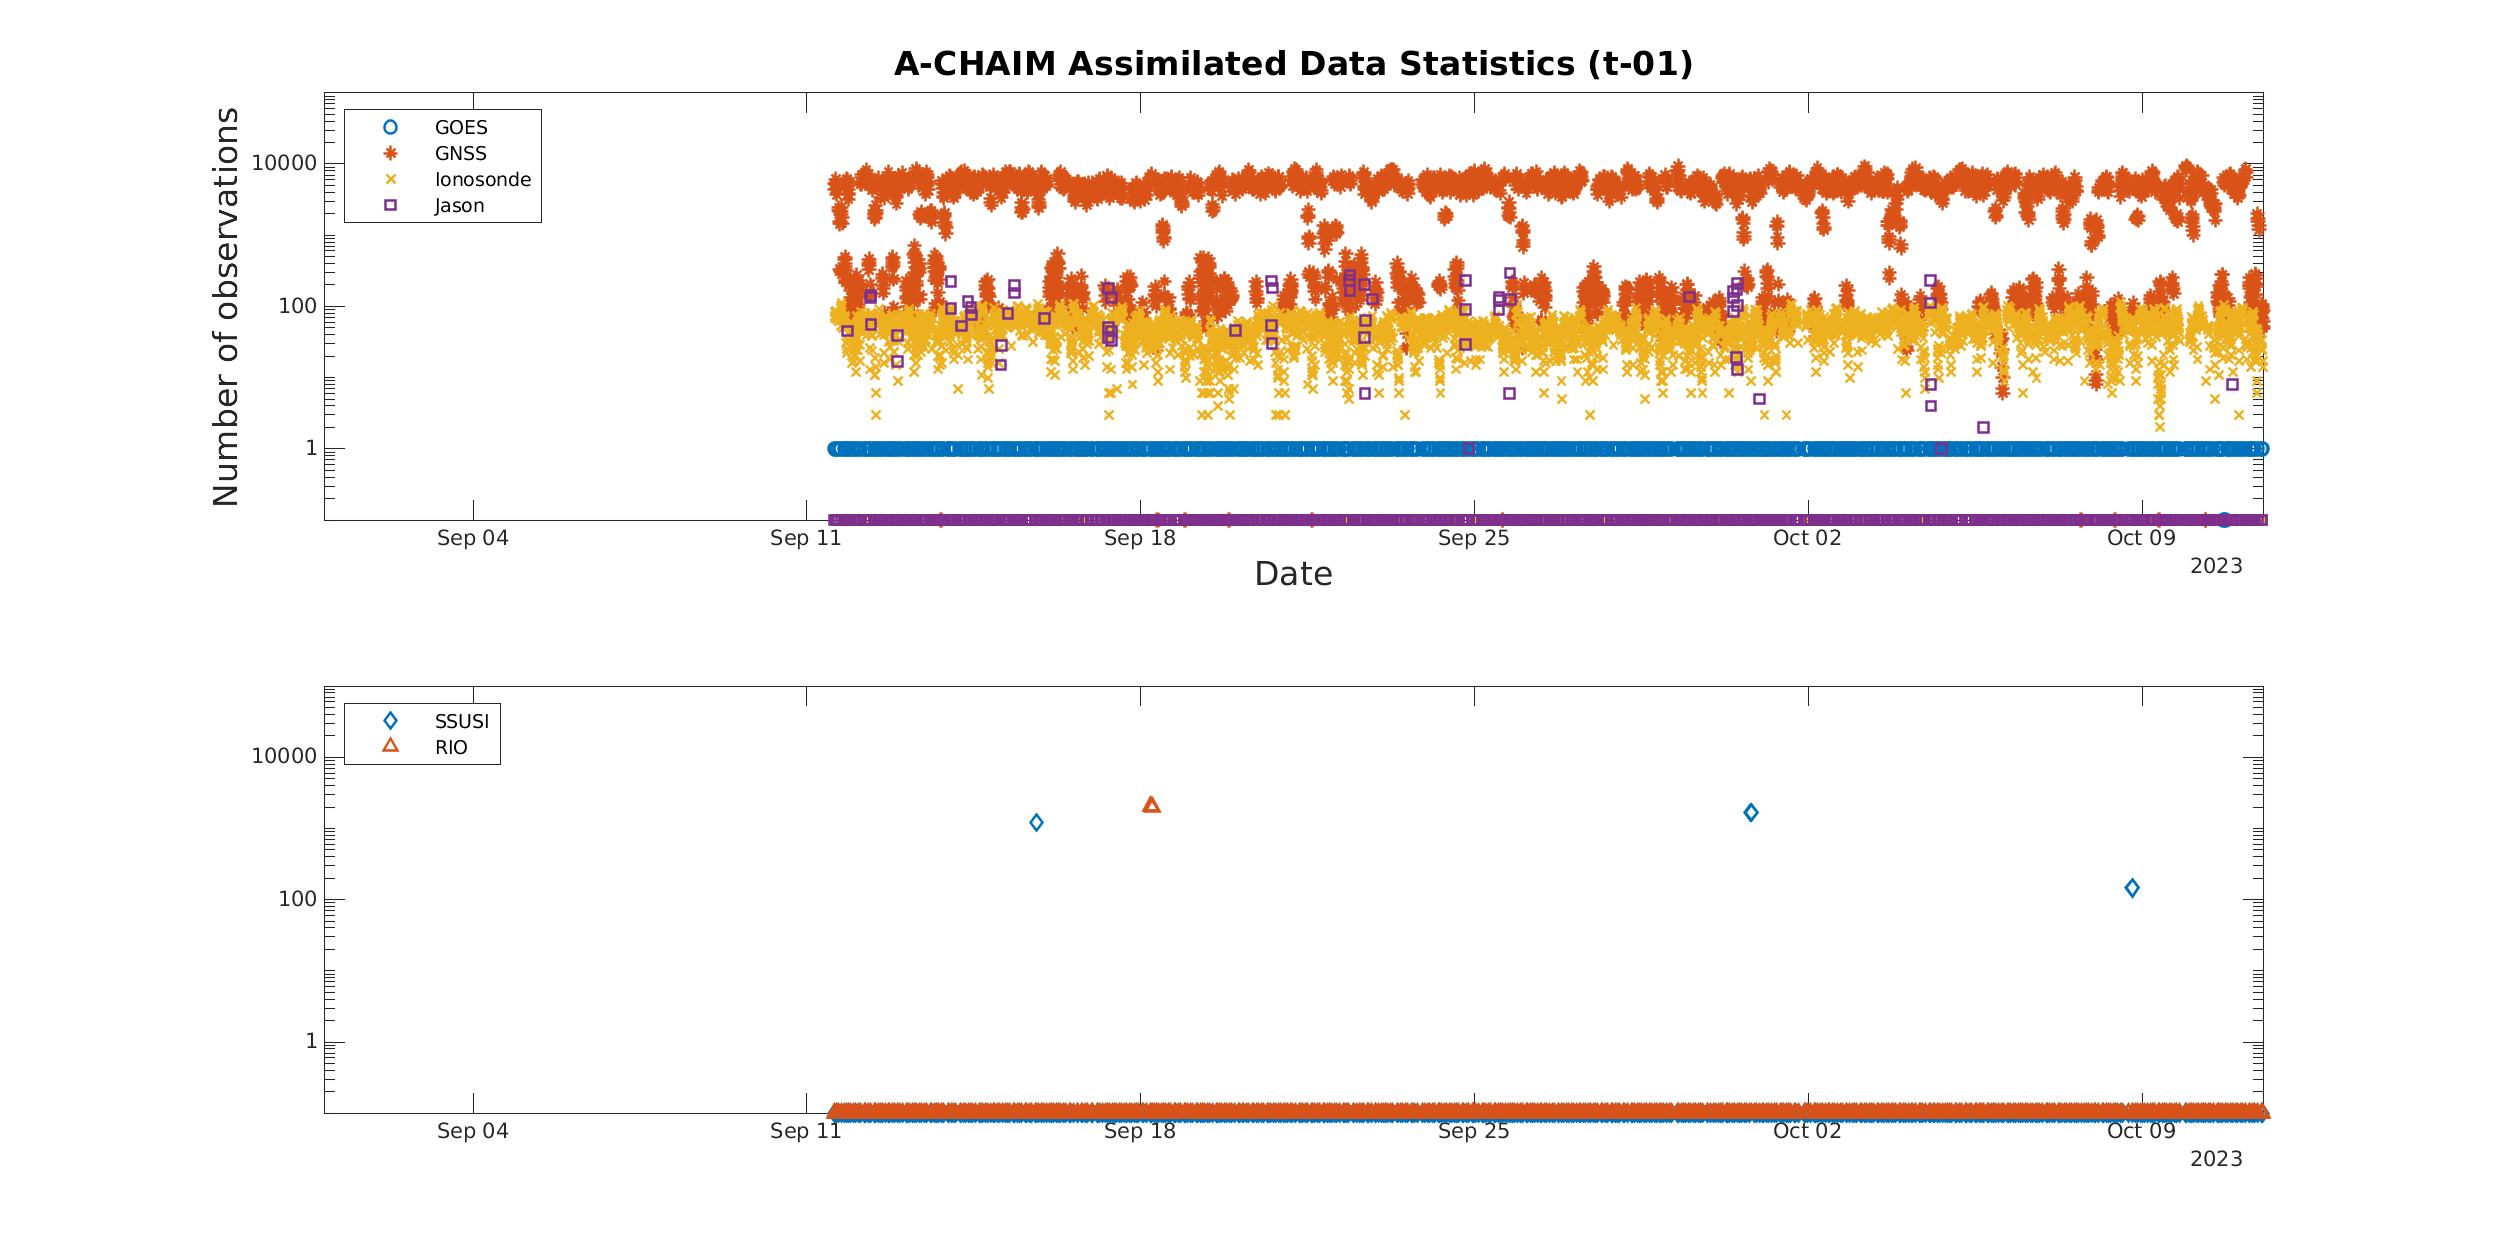 A-CHAIM Assimilated Data Statistics (t-01)
Number of observations
10000
100
1
GOES
GNSS
Ionosonde
Jason
Sep 04
Sep 11
Sep 18
Sep 25
Oct 02
Oct 09
2023
Date
10000
100
1
SSUSI
RIO
Sep 04
Sep 11
Sep 18
Sep 25
Oct 02
Oct 09
2023